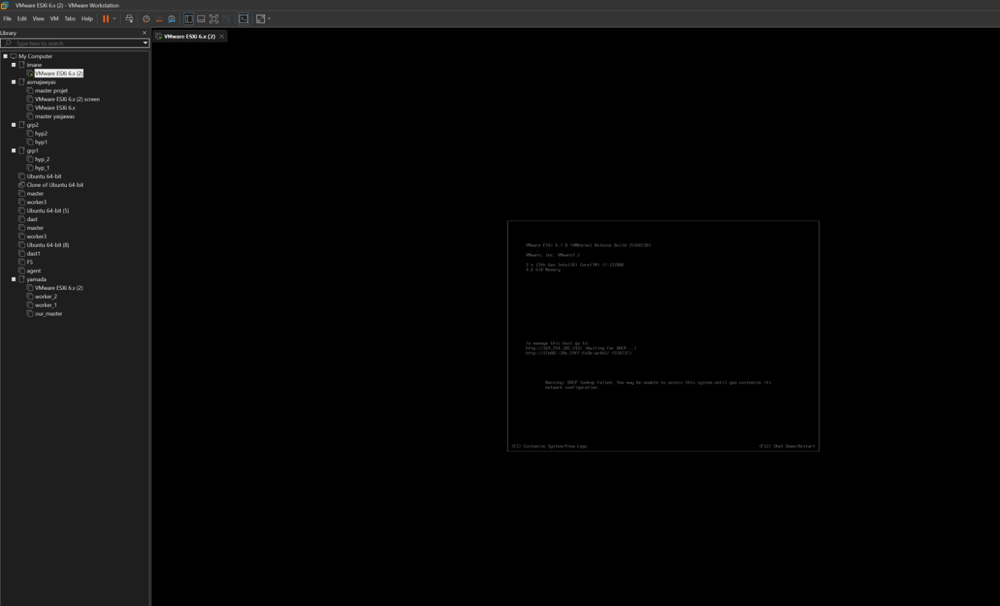 VMware ESXi 6.x (2) - VMware Workstation
File Edit View VM Tabs Help
Library
Type here to search
VMware ESXi 6.x (2)
My Computer
imane
VMware ESXi 6.x (2)
asmajawyas
master projet
VMware ESXi 6.x (2) screen
VMware ESXi 6.x
master yasjawas
grp2
hyp2
hyp1
grp1
hyp_2
hyp_1
Ubuntu 64-bit
Clone of Ubuntu 64-bit
master
worker3
Ubuntu 64-bit (5)
dast
master
worker3
Ubuntu 64-bit (8)
dast1
F5
agent
yamada
VMware ESXi 6.x (2)
worker_2
worker_1
our_master
VMware ESXi 6.7.0 (VMKernel Release Build 15160138)
VMware, Inc. VMware7,1
2 x 13th Gen Intel(R) Core(TM) i7-13700K
4.6 GiB Memory
To manage this host go to:
http://169.254.185.243/ (Waiting for DHCP...)
http://[fe80::20c:29ff:fe5b:ac4d]/ (STATIC)
Warning: DHCP lookup failed. You may be unable to access this system until you customize its
network configuration.
<F2> Customize System/View Logs
<F12> Shut Down/Restart